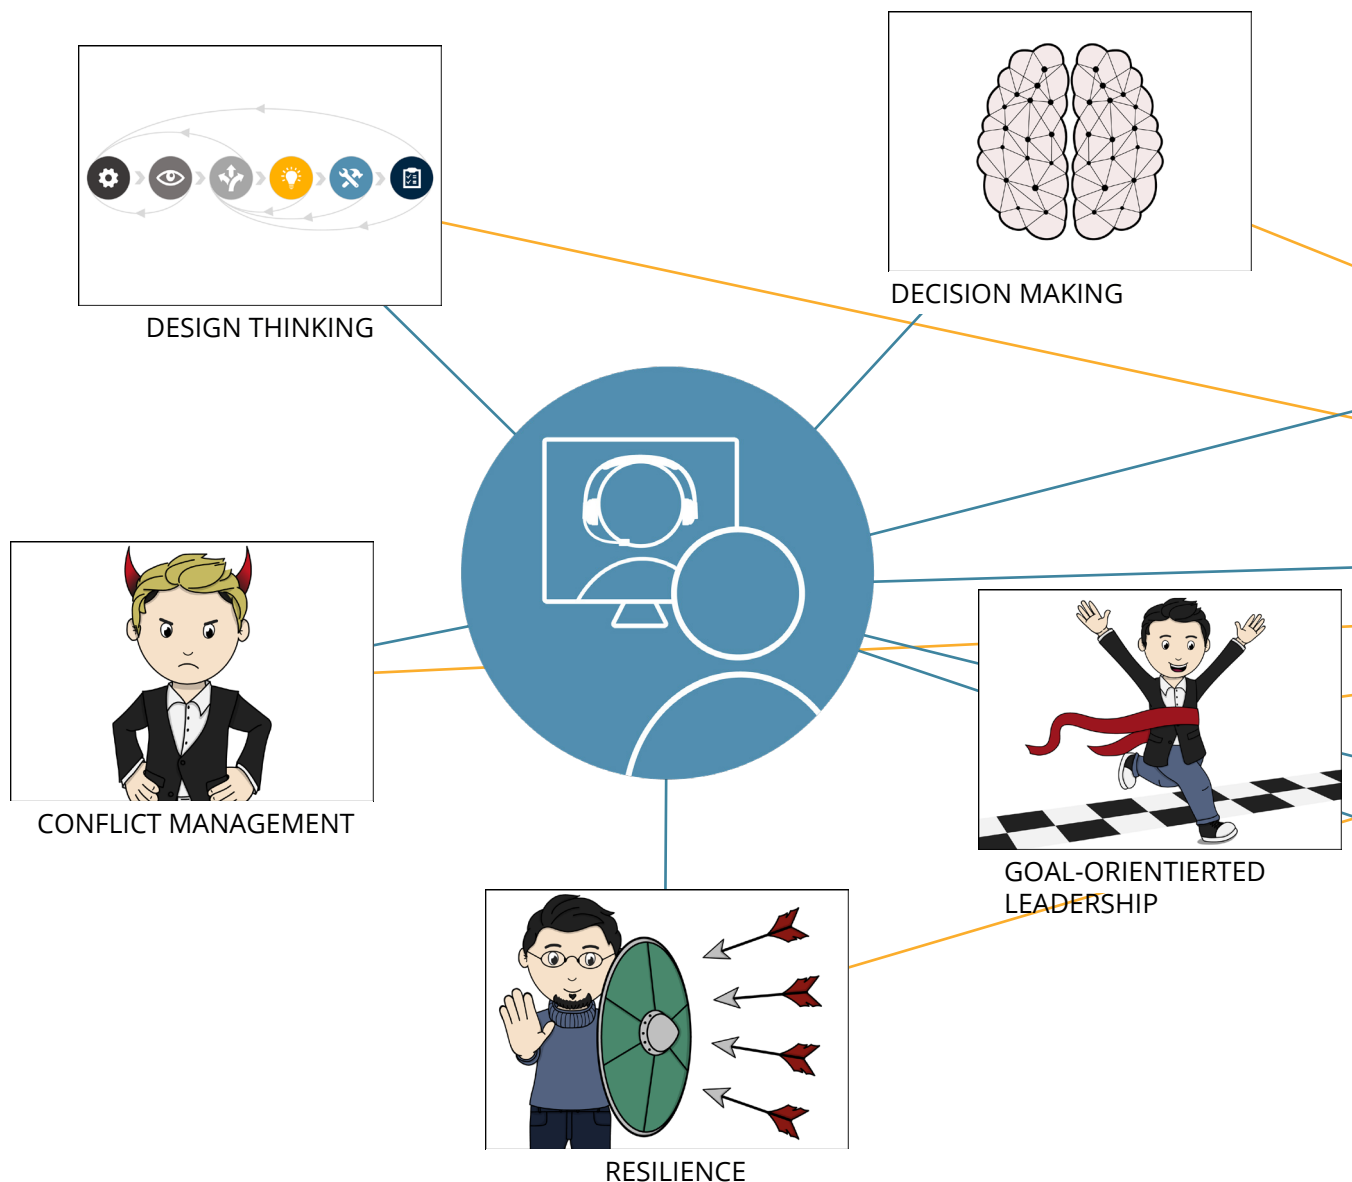 DESIGN THINKING
DECISION MAKING
CONFLICT MANAGEMENT
GOAL-ORIENTIERTED
LEADERSHIP
RESILIENCE